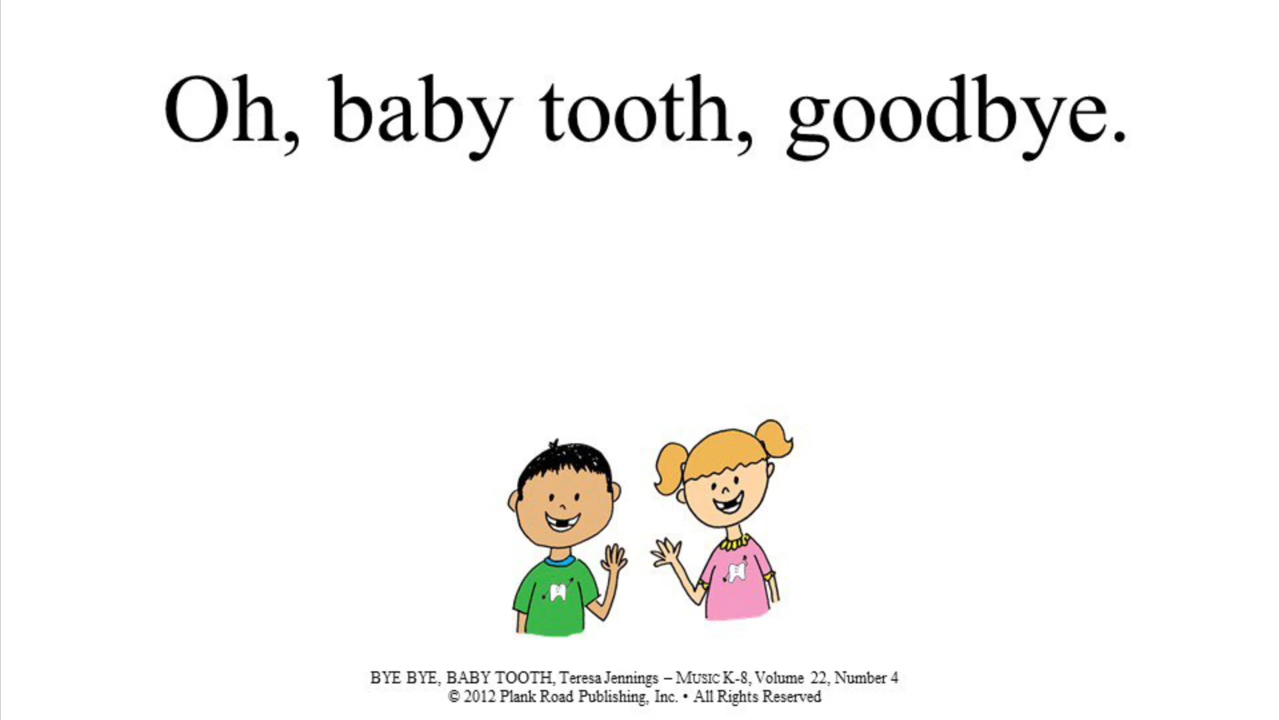 Oh, baby tooth, goodbye.
BYE BYE, BABY TOOTH, Teresa Jennings – MUSIC K-8, Volume 22, Number 4
© 2012 Plank Road Publishing, Inc. • All Rights Reserved